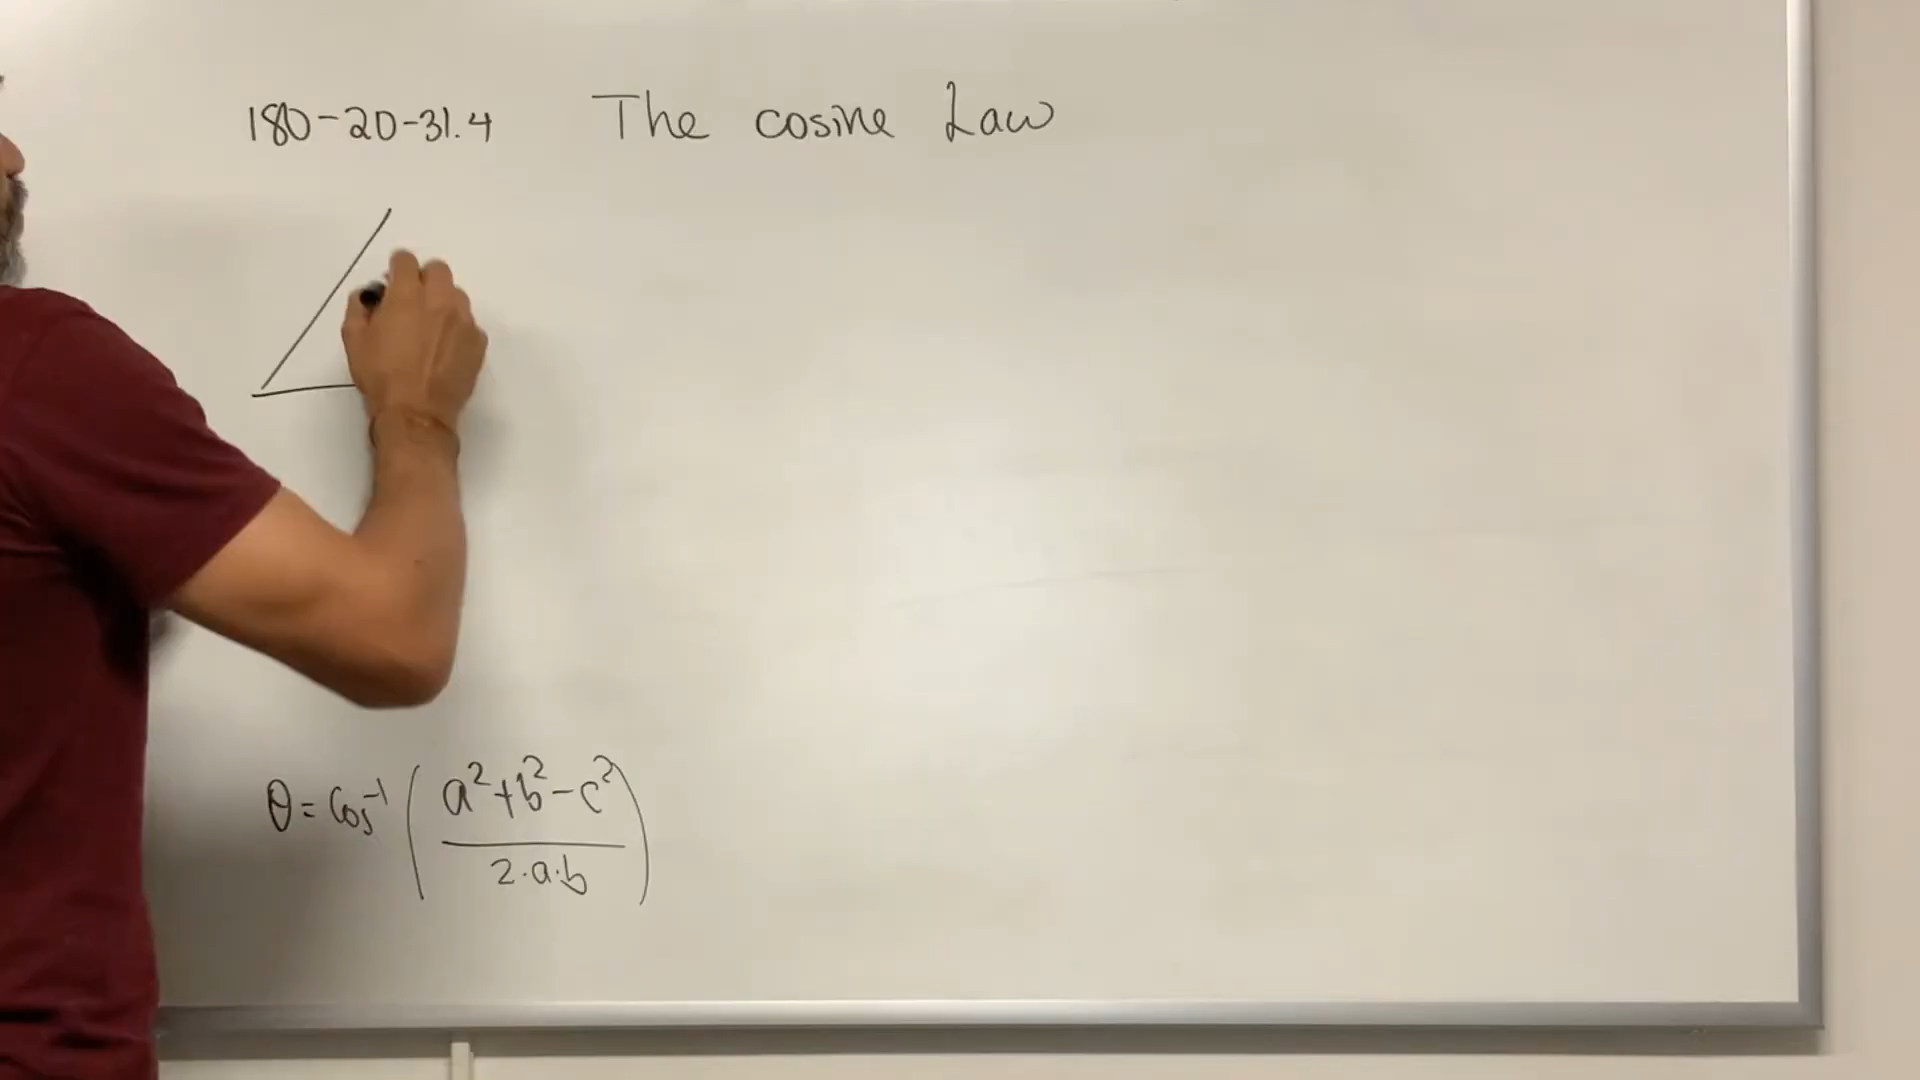 180-20-31.4 The cosine Law
θ = Cos⁻¹ ( a²+b²-c² / 2·a·b )